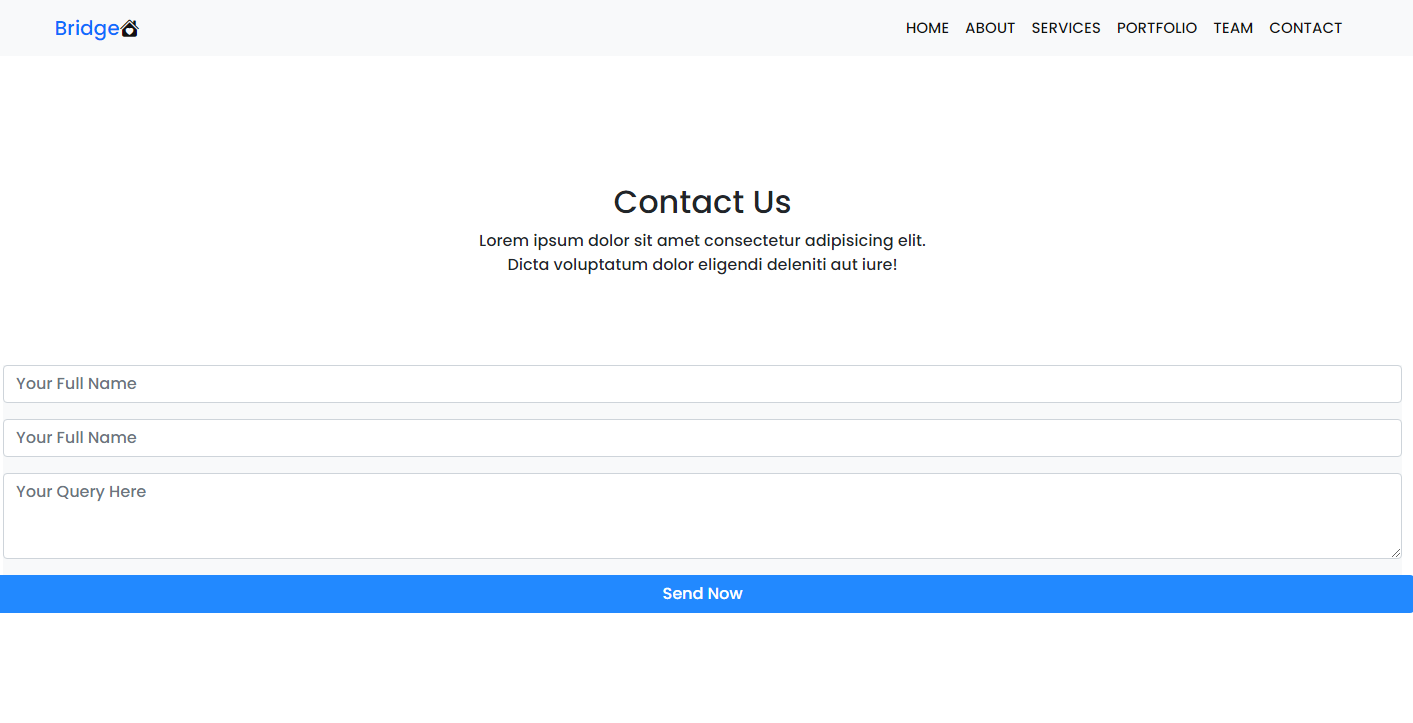 Bridge
HOME ABOUT SERVICES PORTFOLIO TEAM CONTACT
Contact Us
Lorem ipsum dolor sit amet consectetur adipisicing elit.
Dicta voluptatum dolor eligendi deleniti aut iure!
Your Full Name
Your Full Name
Your Query Here
Send Now